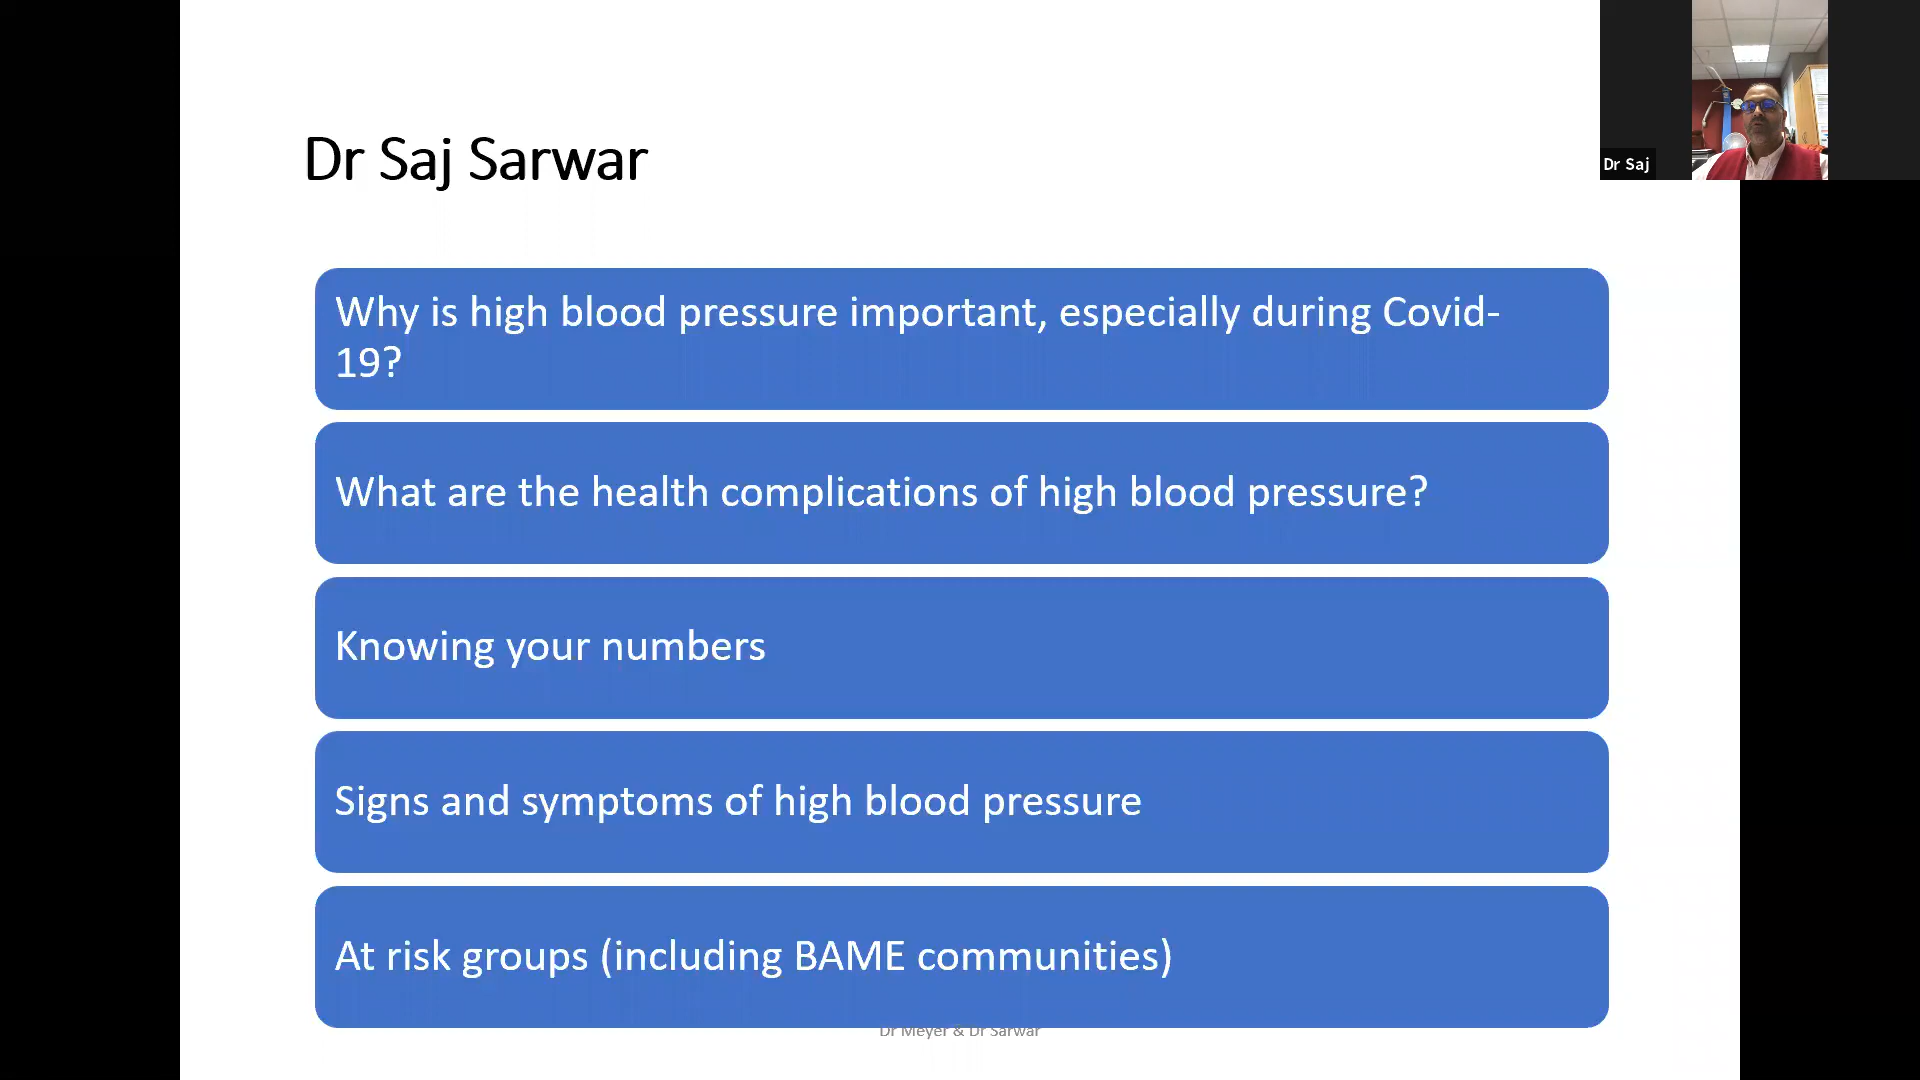 Dr Saj
Dr Saj Sarwar
Why is high blood pressure important, especially during Covid-
19?
What are the health complications of high blood pressure?
Knowing your numbers
Signs and symptoms of high blood pressure
At risk groups (including BAME communities)
Dr Meyer & Dr Sarwar